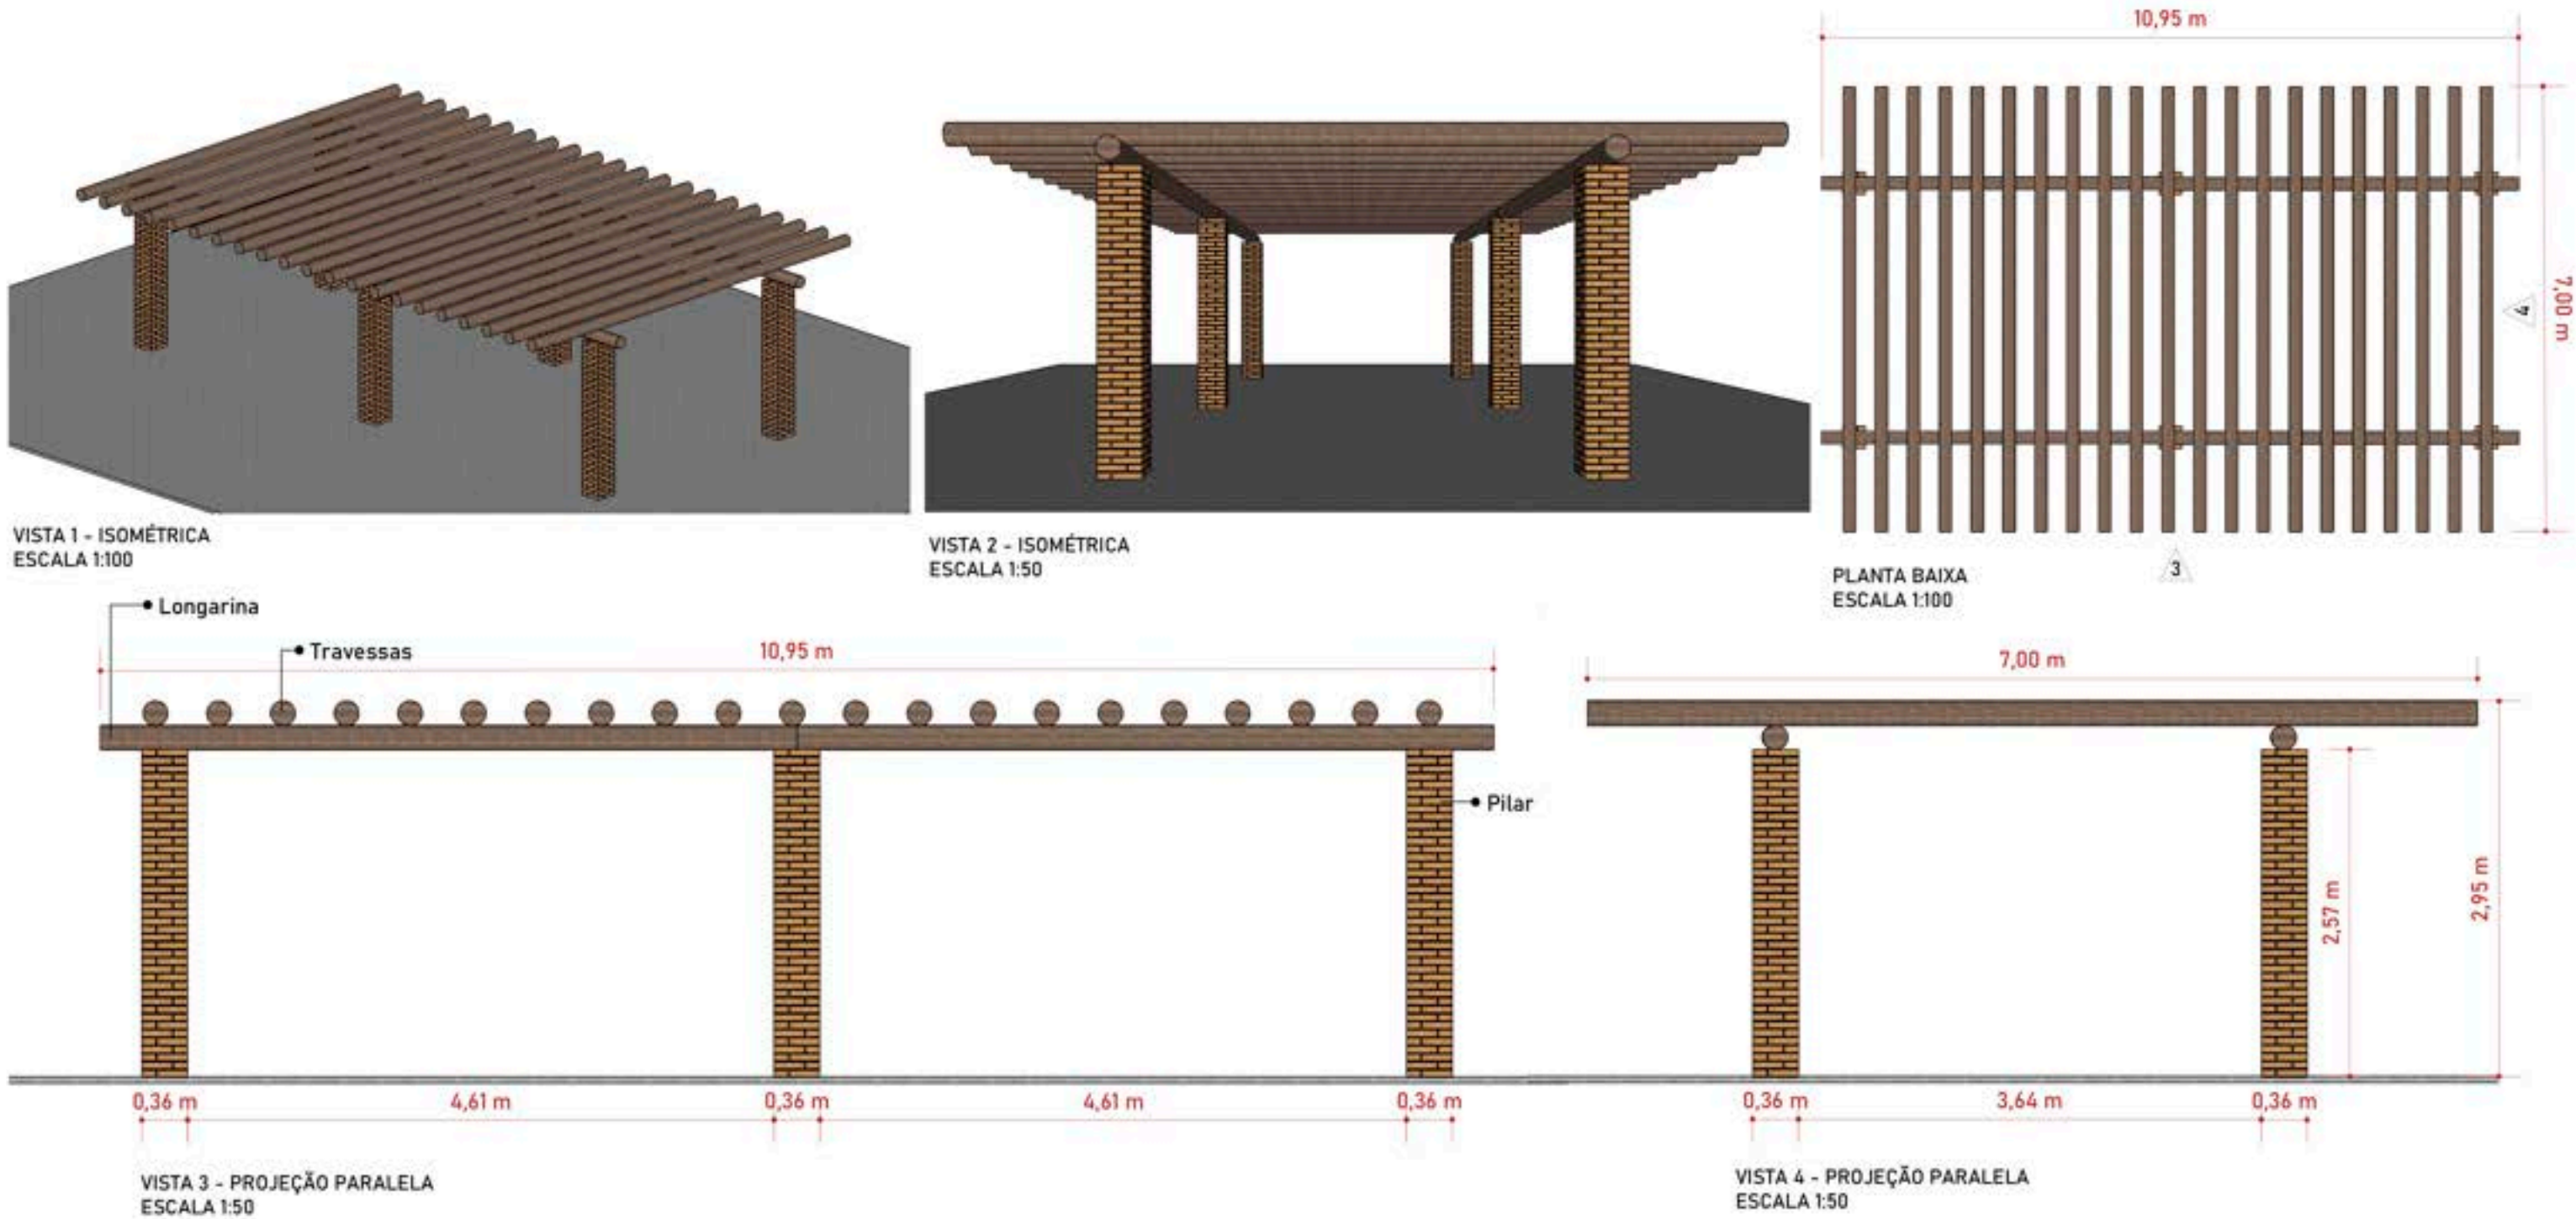 10,95 m
7,00 m
4
3
VISTA 1 - ISOMÉTRICA
ESCALA 1:100
VISTA 2 - ISOMÉTRICA
ESCALA 1:50
PLANTA BAIXA
ESCALA 1:100
Longarina
Travessas
10,95 m
Pilar
0,36 m
4,61 m
0,36 m
4,61 m
0,36 m
VISTA 3 - PROJEÇÃO PARALELA
ESCALA 1:50
7,00 m
2,57 m
2,95 m
0,36 m
3,64 m
0,36 m
VISTA 4 - PROJEÇÃO PARALELA
ESCALA 1:50